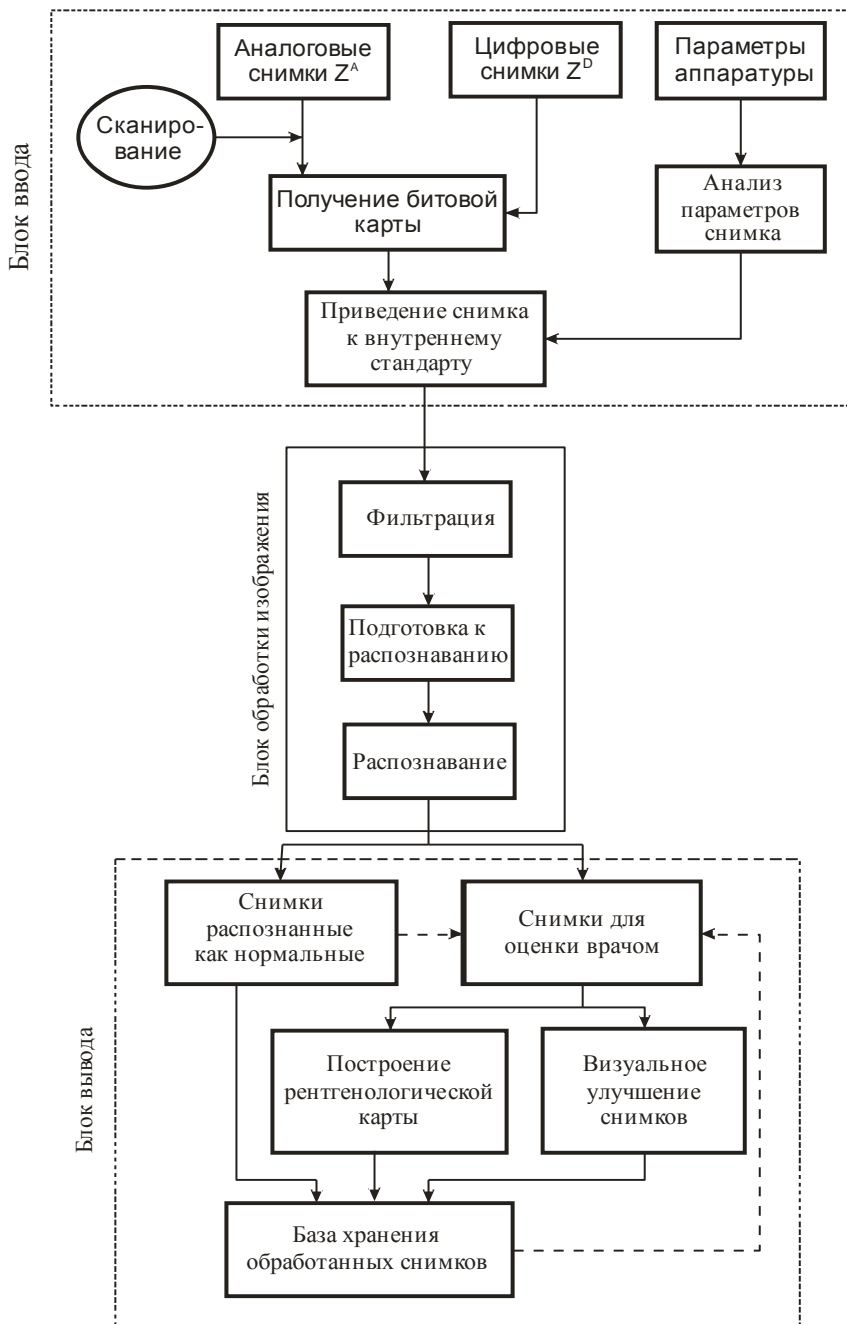 Аналоговые
снимки Z^A
Цифровые
снимки Z^D
Параметры
аппаратуры
Сканиро-
вание
Получение битовой
карты
Анализ
параметров
снимка
Приведение снимка
к внутреннему
стандарту
Блок ввода
Фильтрация
Подготовка к
распознаванию
Распознавание
Блок обработки изображения
Снимки
распознанные
как нормальные
Снимки для
оценки врачом
Построение
рентгенологической
карты
Визуальное
улучшение
снимков
База хранения
обработанных снимков
Блок вывода